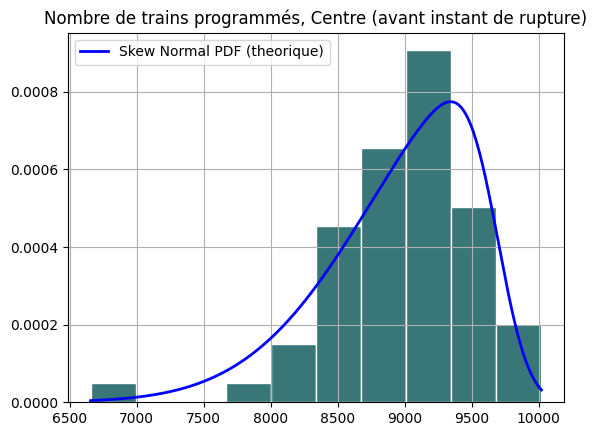 Nombre de trains programmés, Centre (avant instant de rupture)
Skew Normal PDF (theorique)
0.0008
0.0006
0.0004
0.0002
0.0000
6500 7000 7500 8000 8500 9000 9500 10000